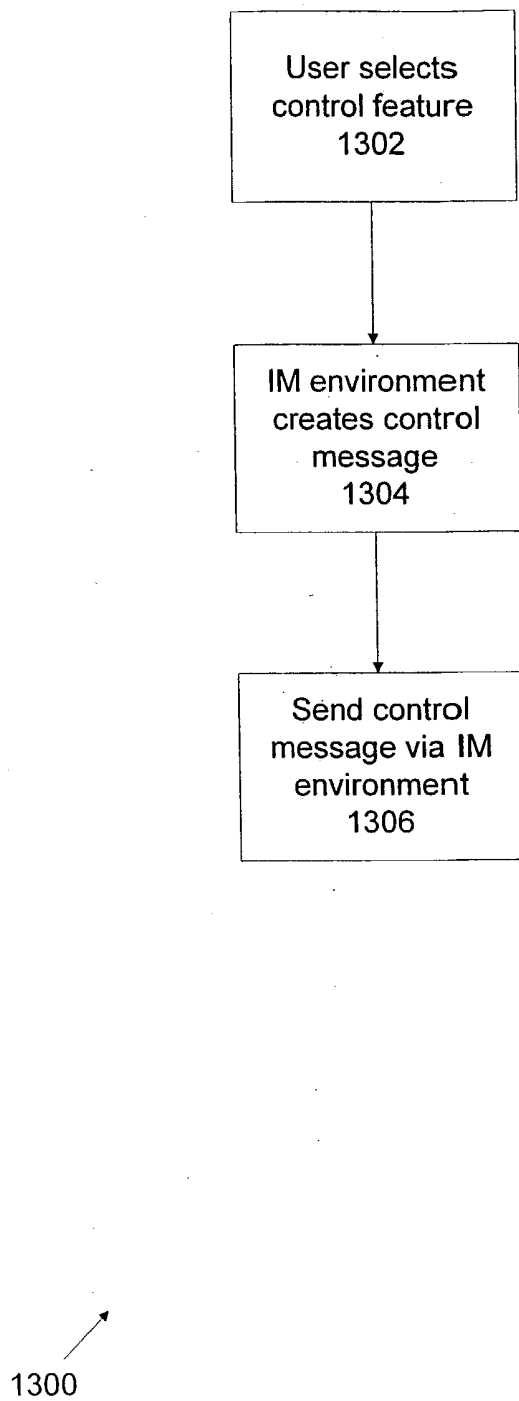 User selects
control feature
1302
IM environment
creates control
message
1304
Send control
message via IM
environment
1306
1300